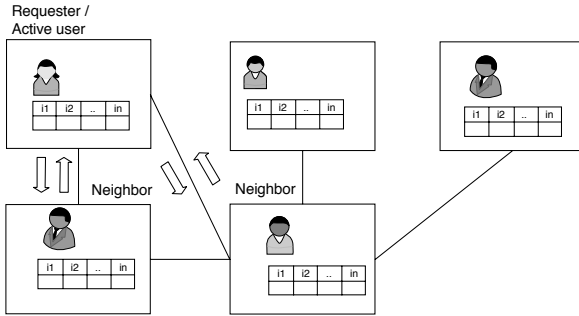 Requester /
Active user
i1 i2 .. in
i1 i2 .. in
i1 i2 .. in
Neighbor
Neighbor
i1 i2 .. in
i1 i2 .. in